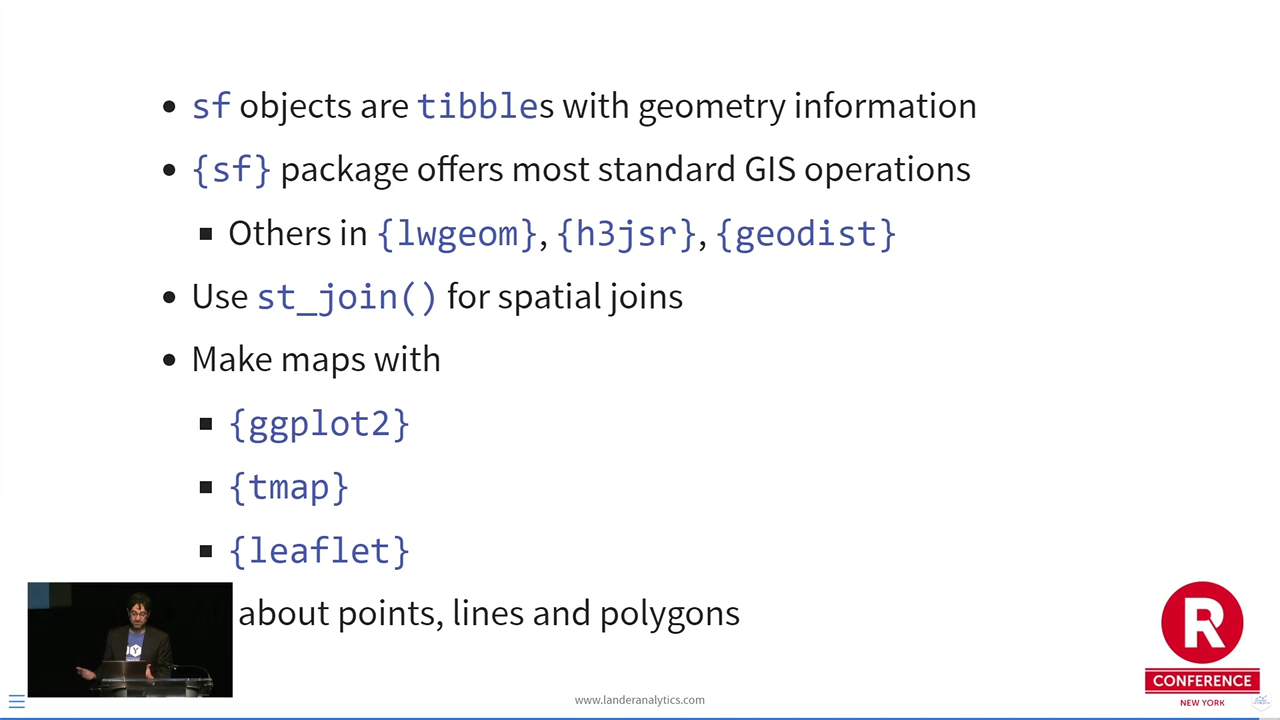 sf objects are tibbles with geometry information
{sf} package offers most standard GIS operations
Others in {lwgeom}, {h3jsr}, {geodist}
Use st_join() for spatial joins
Make maps with
{ggplot2}
{tmap}
{leaflet}
about points, lines and polygons
www.landeranalytics.com
R
CONFERENCE
NEW YORK